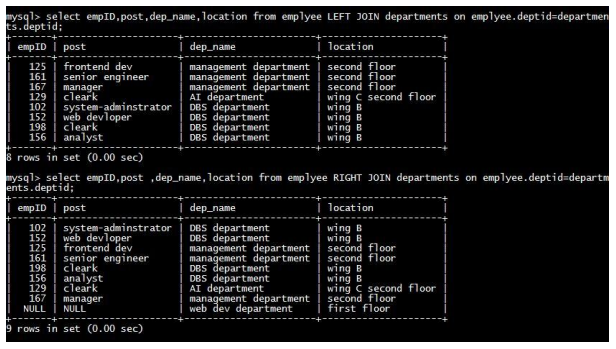 mysql> select empID,post,dep_name,location from emplyee LEFT JOIN departments on emplyee.deptid=departmen
ts.deptid;
| empID | post | dep_name | location |
| 125 | frontend dev | management department | second floor |
| 161 | senior engineer | management department | second floor |
| 167 | manager | management department | second floor |
| 129 | cleark | AI department | wing C second floor |
| 102 | system-adminstrator | DBS department | wing B |
| 152 | web devloper | DBS department | wing B |
| 198 | cleark | DBS department | wing B |
| 156 | analyst | DBS department | wing B |
8 rows in set (0.00 sec)
mysql> select empID,post ,dep_name,location from emplyee RIGHT JOIN departments on emplyee.deptid=departm
ents.deptid;
| empID | post | dep_name | location |
| 102 | system-adminstrator | DBS department | wing B |
| 152 | web devloper | DBS department | wing B |
| 125 | frontend dev | management department | second floor |
| 161 | senior engineer | management department | second floor |
| 198 | cleark | DBS department | wing B |
| 156 | analyst | DBS department | wing B |
| 129 | cleark | AI department | wing C second floor |
| 167 | manager | management department | second floor |
| NULL | NULL | web dev department | first floor |
9 rows in set (0.00 sec)